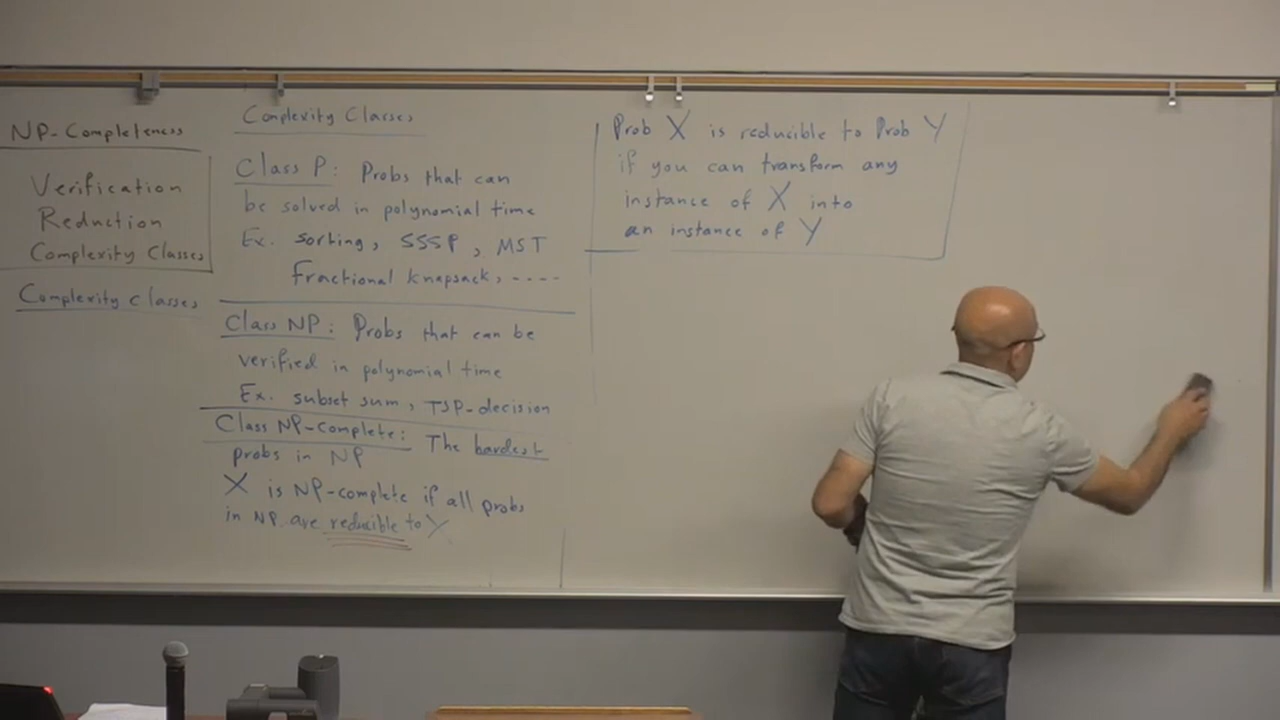 NP-Completeness
Verification
Reduction
Complexity Classes
Complexity classes
Complexity Classes
Class P: Probs that can
be solved in polynomial time
Ex. sorting, SSSP, MST
Fractional knapsack, ----
Class NP: Probs that can be
verified in polynomial time
Ex. subset sum, TSP-decision
Class NP-Complete: The hardest
probs in NP
X is NP-complete if all probs
in NP are reducible to X
Prob X is reducible to Prob Y
if you can transform any
instance of X into
an instance of Y